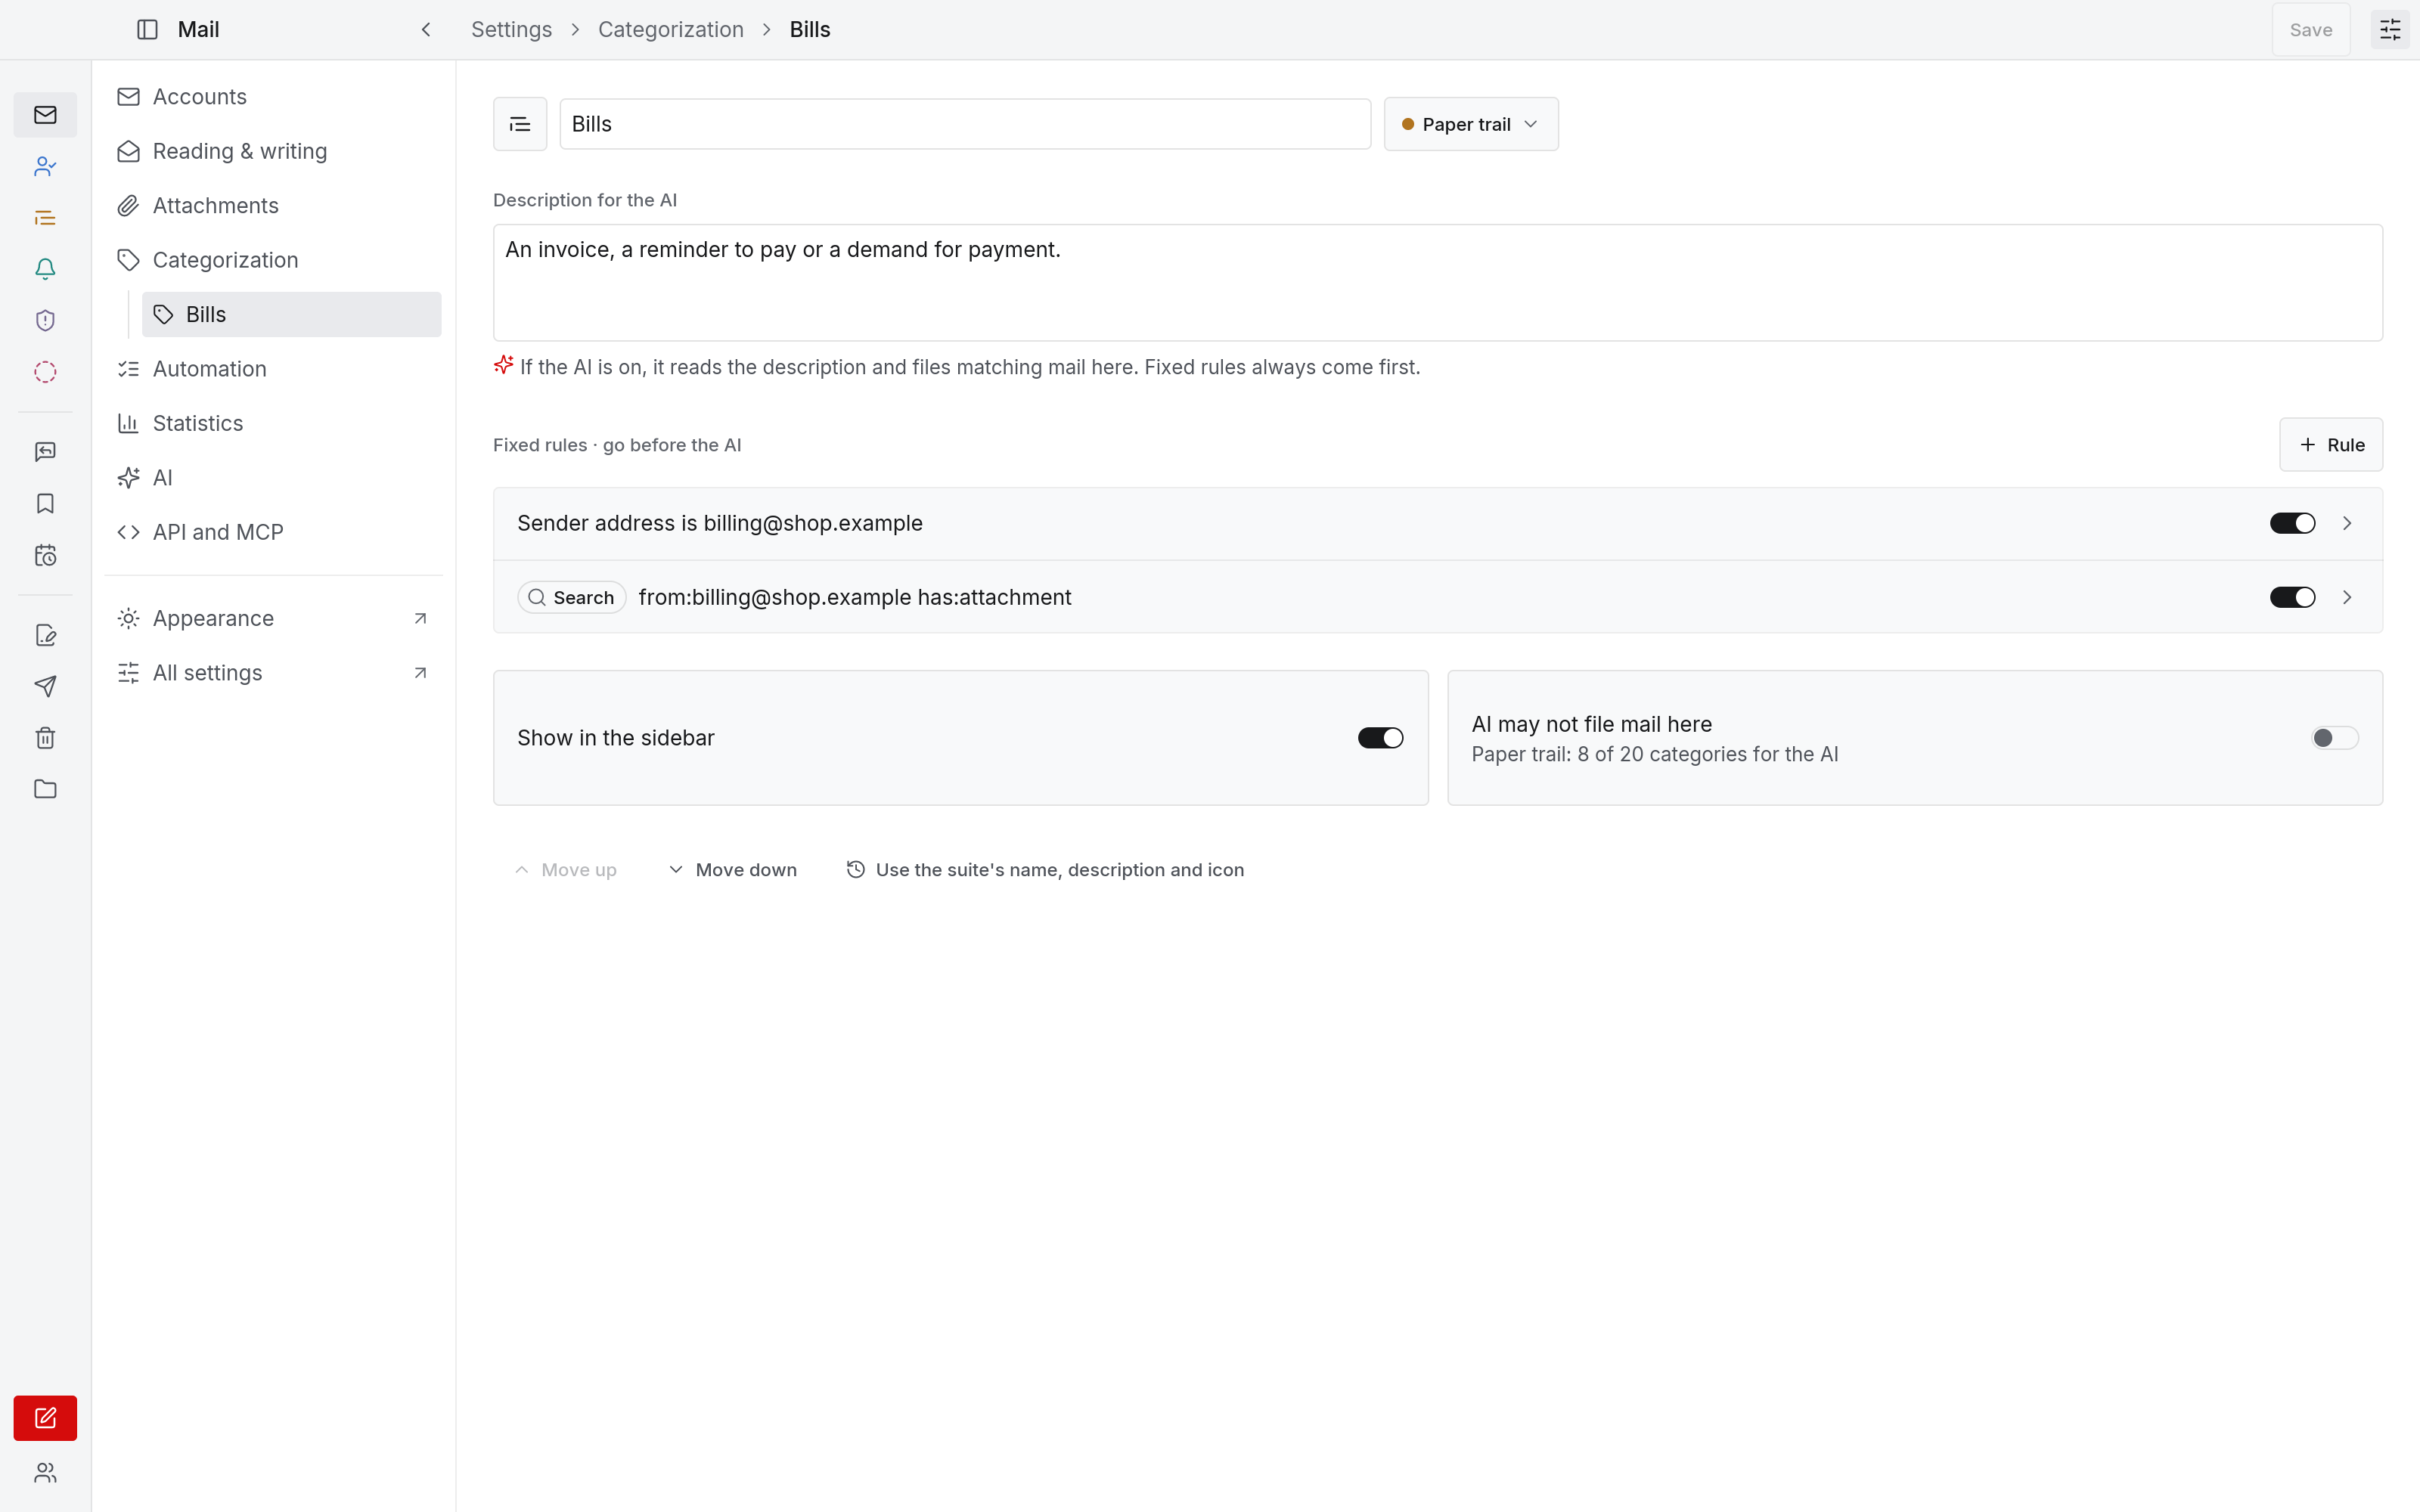 Mail
Settings > Categorization > Bills
Save
Accounts
Reading & writing
Attachments
Categorization
Bills
Automation
Statistics
AI
API and MCP
Appearance
All settings
Bills
Paper trail
Description for the AI
An invoice, a reminder to pay or a demand for payment.
If the AI is on, it reads the description and files matching mail here. Fixed rules always come first.
Fixed rules · go before the AI
Rule
Sender address is billing@shop.example
Search from:billing@shop.example has:attachment
Show in the sidebar
AI may not file mail here
Paper trail: 8 of 20 categories for the AI
Move up
Move down
Use the suite's name, description and icon